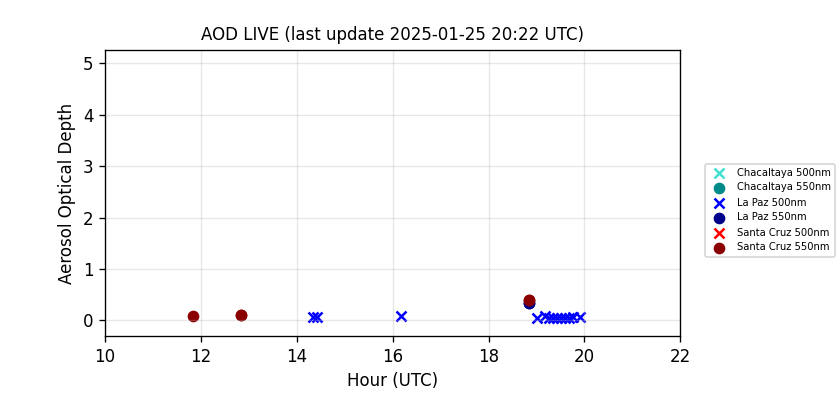 AOD LIVE (last update 2025-01-25 20:22 UTC)
5
4
3
2
1
0
Aerosol Optical Depth
10 12 14 16 18 20 22
Hour (UTC)
Chacaltaya 500nm
Chacaltaya 550nm
La Paz 500nm
La Paz 550nm
Santa Cruz 500nm
Santa Cruz 550nm